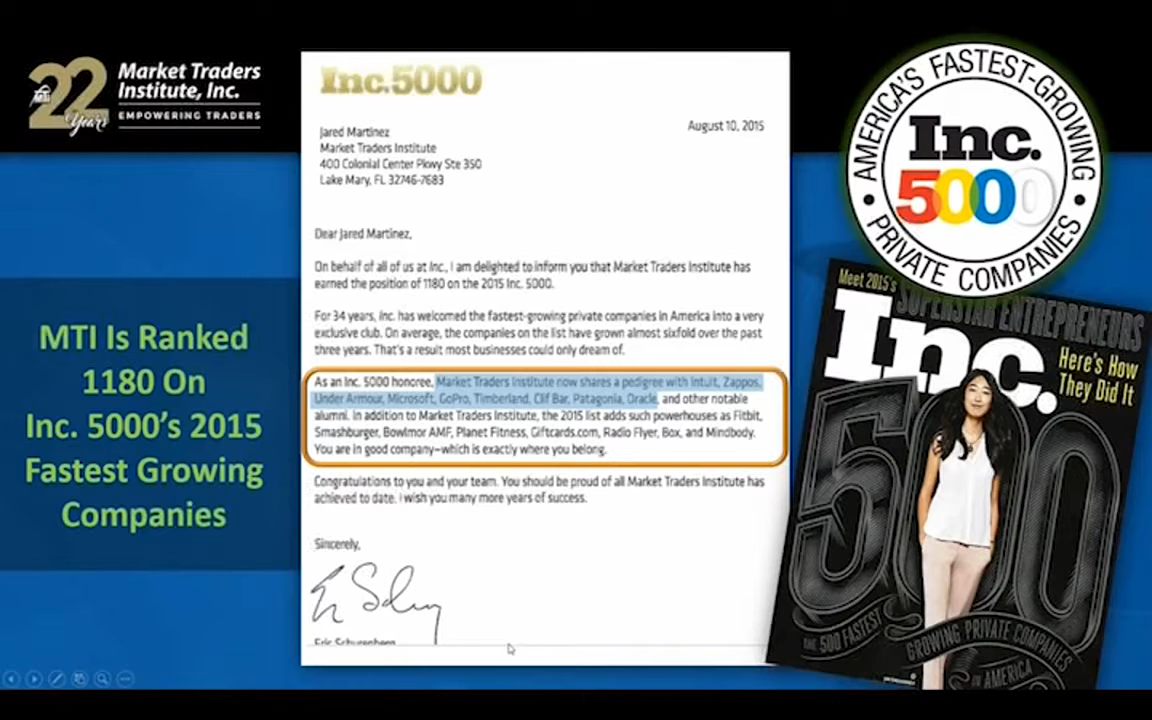 22
Years
MTI
Market Traders
Institute, Inc.
EMPOWERING TRADERS
MTI Is Ranked
1180 On
Inc. 5000's 2015
Fastest Growing
Companies
Inc.5000
August 10, 2015
Jared Martinez
Market Traders Institute
400 Colonial Center Pkwy Ste 350
Lake Mary, FL 32746-7683
Dear Jared Martinez,
On behalf of all of us at Inc., I am delighted to inform you that Market Traders Institute has
earned the position of 1180 on the 2015 Inc. 5000.
For 34 years, Inc. has welcomed the fastest-growing private companies in America into a very
exclusive club. On average, the companies on the list have grown almost sixfold over the past
three years. That's a result most businesses could only dream of.
As an Inc. 5000 honoree, Market Traders Institute now shares a pedigree with Intuit, Zappos,
Under Armour, Microsoft, GoPro, Timberland, Clif Bar, Patagonia, Oracle, and other notable
alumni. In addition to Market Traders Institute, the 2015 list adds such powerhouses as Fitbit,
Smashburger, Bowlmor AMF, Planet Fitness, Giftcards.com, Radio Flyer, Box, and Mindbody.
You are in good company—which is exactly where you belong.
Congratulations to you and your team. You should be proud of all Market Traders Institute has
achieved to date. I wish you many more years of success.
Sincerely,
Eric Schurenberg
AMERICA'S FASTEST-GROWING
Inc.
5000
PRIVATE COMPANIES
Meet 2015's
SUPERSTAR ENTREPRENEURS
Inc.
Here's How
They Did It
500
THE 500 FASTEST
GROWING PRIVATE COMPANIES
IN AMERICA